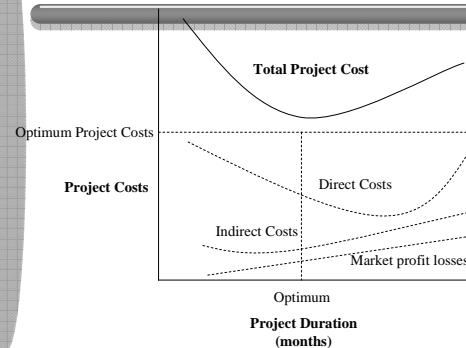 Total Project Cost
Optimum Project Costs
Project Costs
Direct Costs
Indirect Costs
Market profit losses
Optimum
Project Duration
(months)